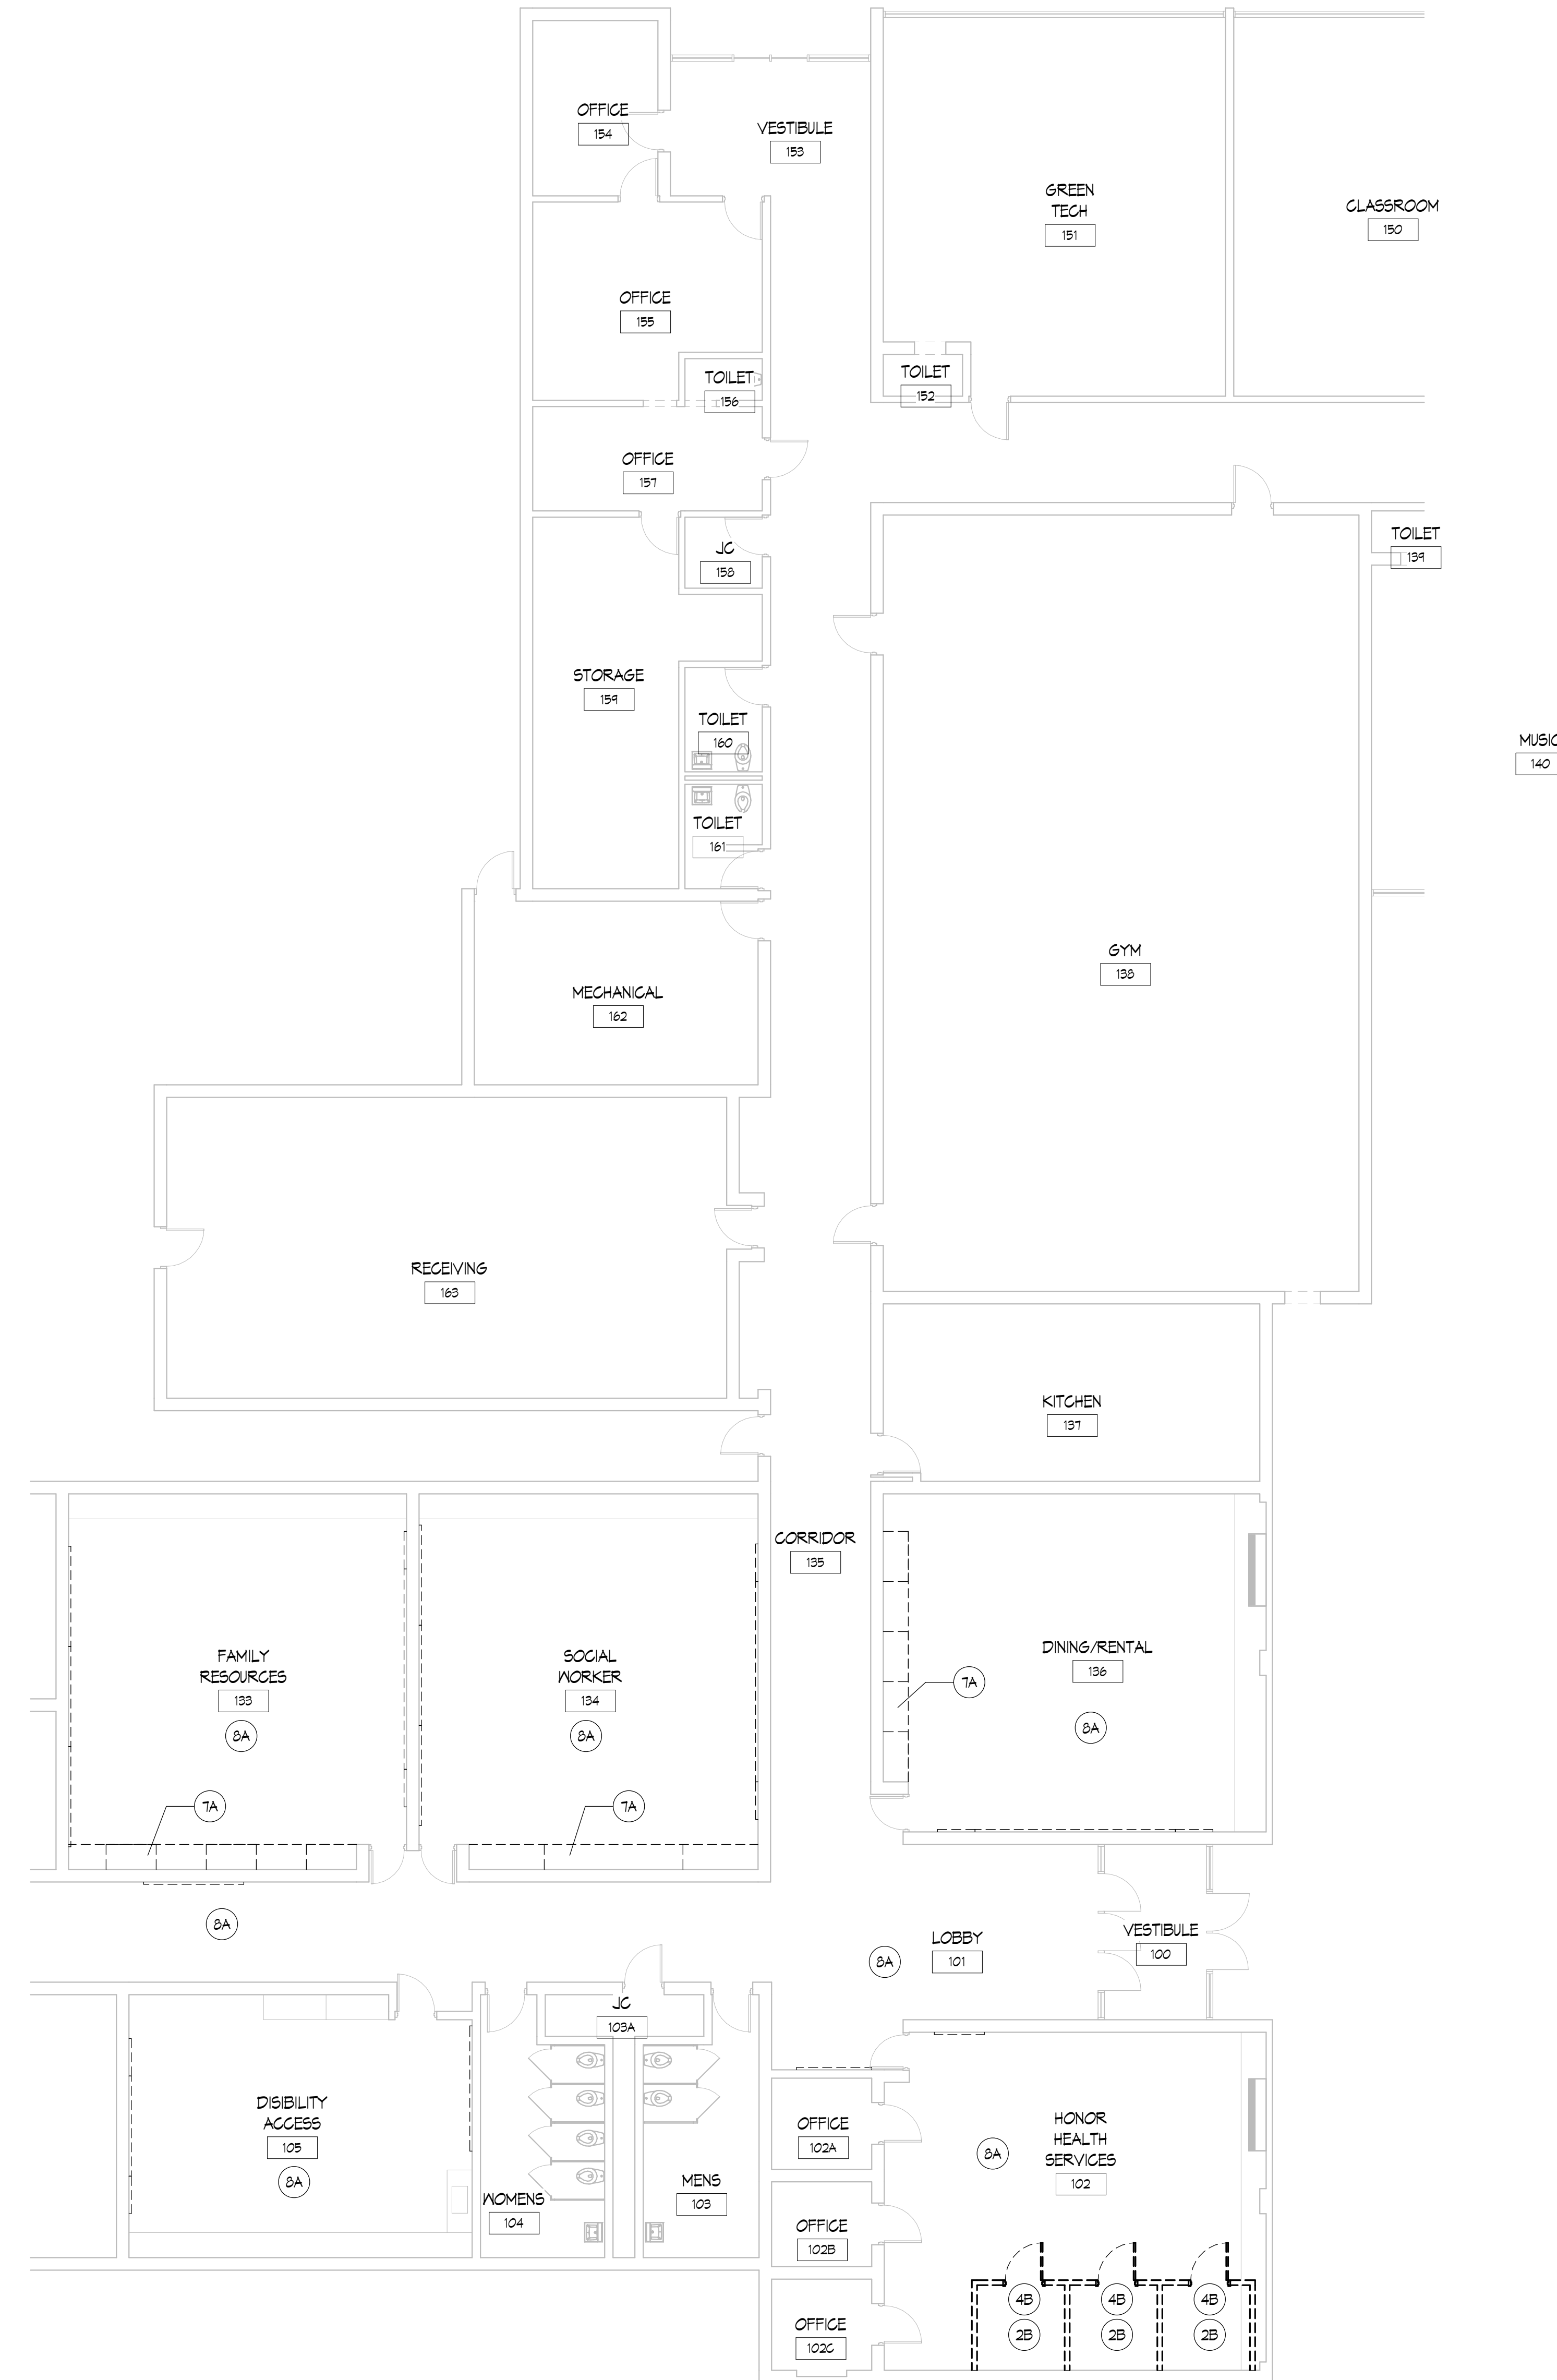 OFFICE
154
VESTIBULE
153
GREEN
TECH
151
CLASSROOM
150
OFFICE
155
TOILET
156
TOILET
152
OFFICE
157
TOILET
139
JC
158
STORAGE
159
TOILET
160
MUSIC
140
TOILET
161
GYM
138
MECHANICAL
162
RECEIVING
163
KITCHEN
137
CORRIDOR
135
FAMILY
RESOURCES
133
8A
7A
SOCIAL
WORKER
134
8A
7A
DINING/RENTAL
136
7A
8A
8A
LOBBY
101
8A
VESTIBULE
100
JC
103A
DISIBILITY
ACCESS
105
8A
WOMENS
104
MENS
103
OFFICE
102A
HONOR
HEALTH
SERVICES
102
8A
OFFICE
102B
OFFICE
102C
4B
4B
4B
2B
2B
2B